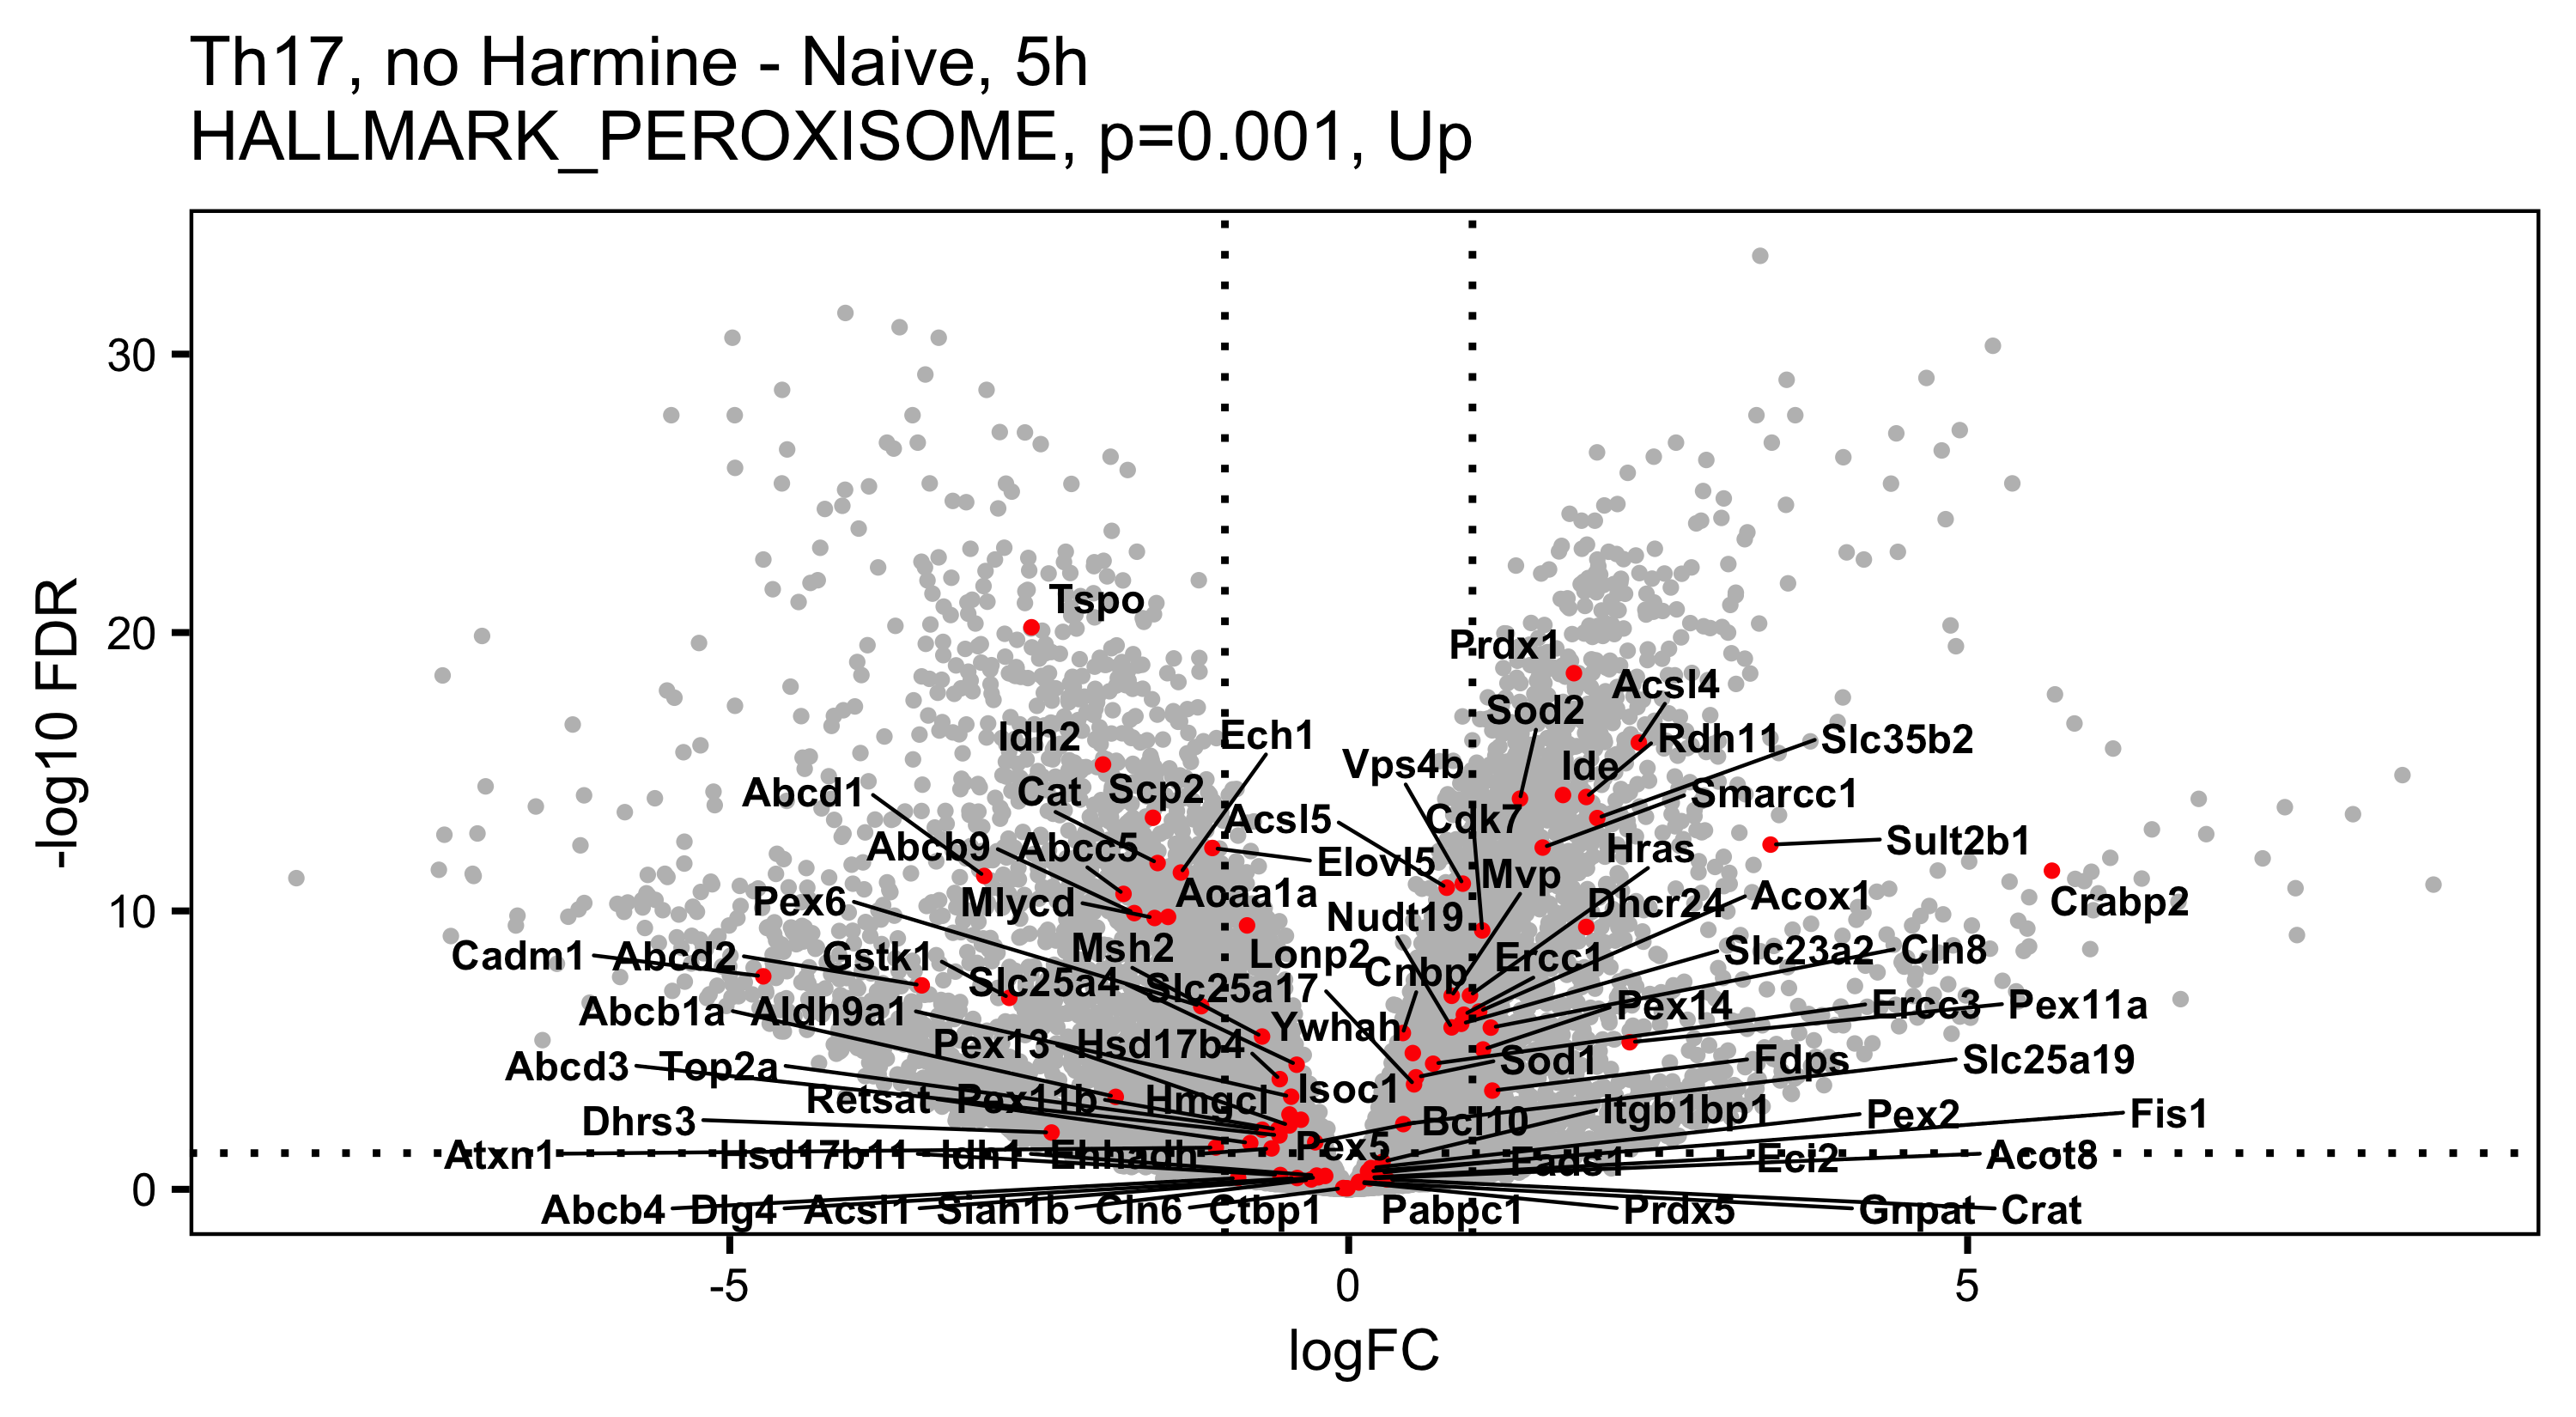 Th17, no Harmine - Naive, 5h
HALLMARK_PEROXISOME, p=0.001, Up
-log10 FDR
30
20
10
0
Tspo
Prdx1
Acsl4
Sod2
Idh2
Ech1
Rdh11
Slc35b2
Vps4b
Ide
Abcd1
Cat
Scp2
Smarcc1
Acsl5
Cdk7
Abcb9
Abcc5
Elovl5
Hras
Sult2b1
Mvp
Pex6
Mlycd
Acaa1a
Nudt19
Dhcr24
Acox1
Crabp2
Cadm1
Abcd2
Gstk1
Msh2
Lonp2
Ercc1
Slc23a2
Cln8
Slc25a4
Slc25a17
Cnbp
Abcb1a
Aldh9a1
Ywhah
Pex14
Ercc3
Pex11a
Pex13
Hsd17b4
Abcd3
Top2a
Sod1
Fdps
Slc25a19
Retsat
Pex11b
Hmgcl
Isoc1
Dhrs3
Bcl10
Itgb1bp1
Pex2
Fis1
Atxn1
Hsd17b11
Idh1
Ehhadh
Pex5
Fads1
Eci2
Acot8
Abcb4
Dlg4
Acsl1
Siah1b
Cln6
Ctbp1
Pabpc1
Prdx5
Gnpat
Crat
-5
0
5
logFC